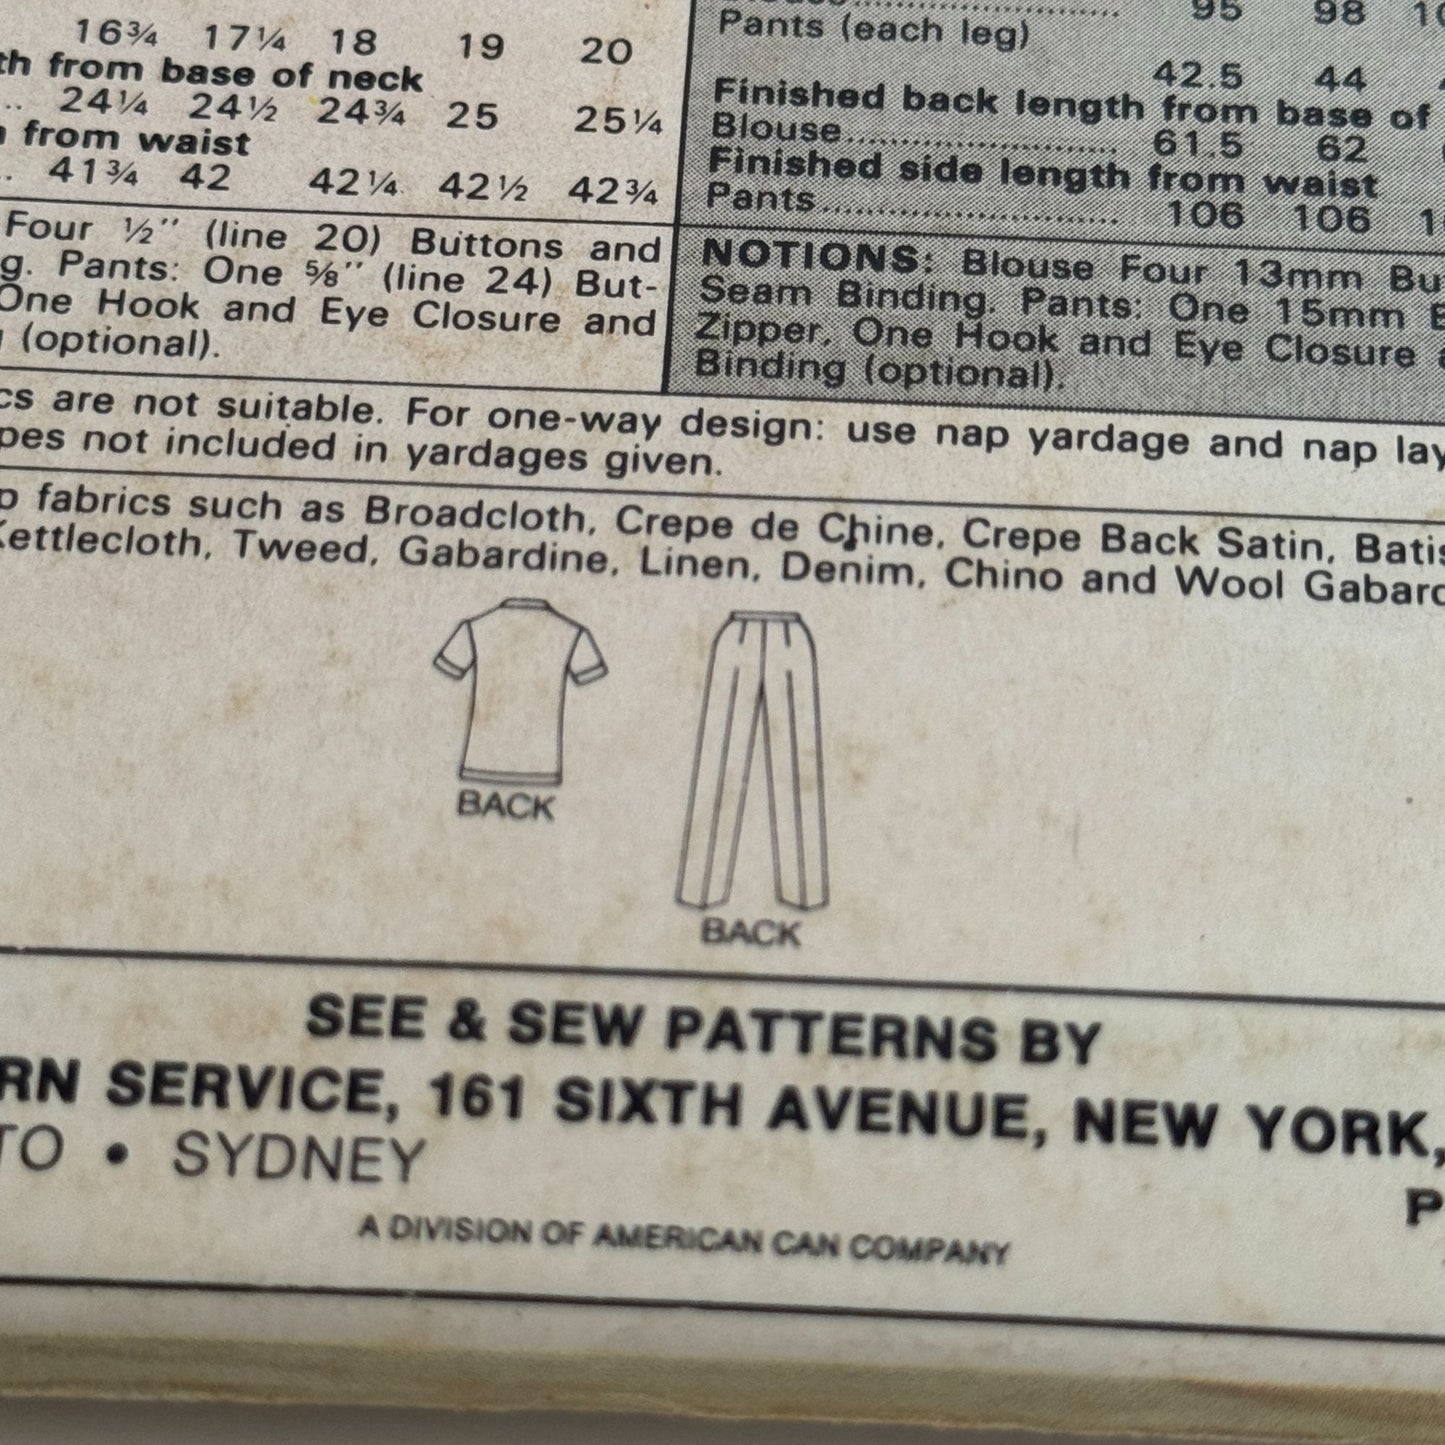 16¾ 17¼ 18 19 20
th from base of neck
.. 24¼ 24½ 24¾ 25 25¼
from waist
.. 41¾ 42 42¼ 42½ 42¾
Four ½" (line 20) Buttons and
g. Pants: One ⅝" (line 24) But-
One Hook and Eye Closure and
(optional).
95 98
Pants (each leg)
42.5 44
Finished back length from base of
Blouse.............................. 61.5 62
Finished side length from waist
Pants................................. 106 106
NOTIONS: Blouse Four 13mm Bu
Seam Binding. Pants: One 15mm
Zipper, One Hook and Eye Closure
Binding (optional).
cs are not suitable. For one-way design: use nap yardage and nap lay
pes not included in yardages given.
p fabrics such as Broadcloth, Crepe de Chine, Crepe Back Satin, Batis
Kettlecloth, Tweed, Gabardine, Linen, Denim, Chino and Wool Gabard
BACK
BACK
SEE & SEW PATTERNS BY
RN SERVICE, 161 SIXTH AVENUE, NEW YORK,
TO • SYDNEY
P
A DIVISION OF AMERICAN CAN COMPANY